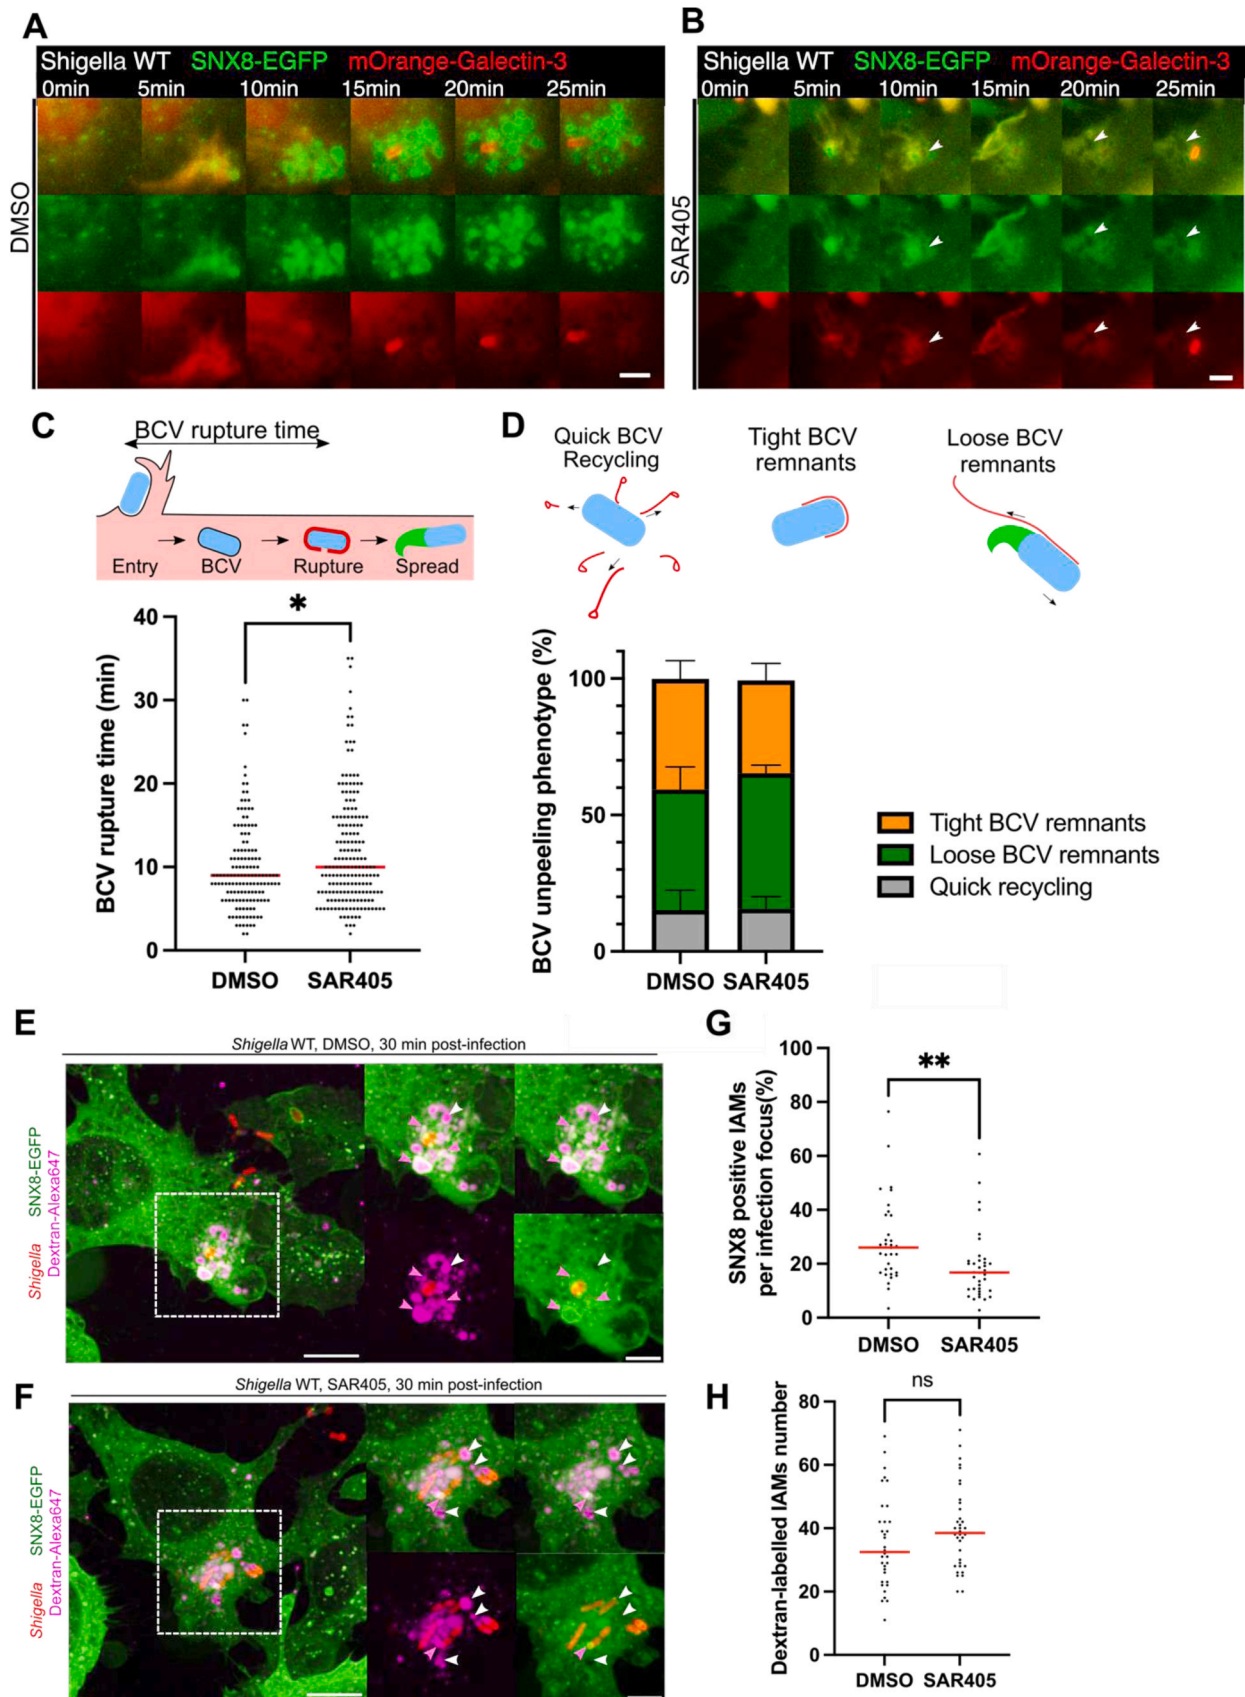 A
Shigella WT SNX8-EGFP mOrange-Galectin-3
0min 5min 10min 15min 20min 25min
DMSO
B
Shigella WT SNX8-EGFP mOrange-Galectin-3
0min 5min 10min 15min 20min 25min
SAR405
C
BCV rupture time
Entry BCV Rupture Spread
*
BCV rupture time (min)
40
30
20
10
0
DMSO SAR405
D
Quick BCV
Recycling
Tight BCV
remnants
Loose BCV
remnants
BCV unpeeling phenotype (%)
100
50
0
DMSO SAR405
Tight BCV remnants
Loose BCV remnants
Quick recycling
E
Shigella WT, DMSO, 30 min post-infection
Shigella SNX8-EGFP
Dextran-Alexa647
F
Shigella WT, SAR405, 30 min post-infection
Shigella SNX8-EGFP
Dextran-Alexa647
G
**
SNX8 positive IAMs
per infection focus(%)
100
80
60
40
20
0
DMSO SAR405
H
ns
Dextran-labelled IAMs number
80
60
40
20
0
DMSO SAR405